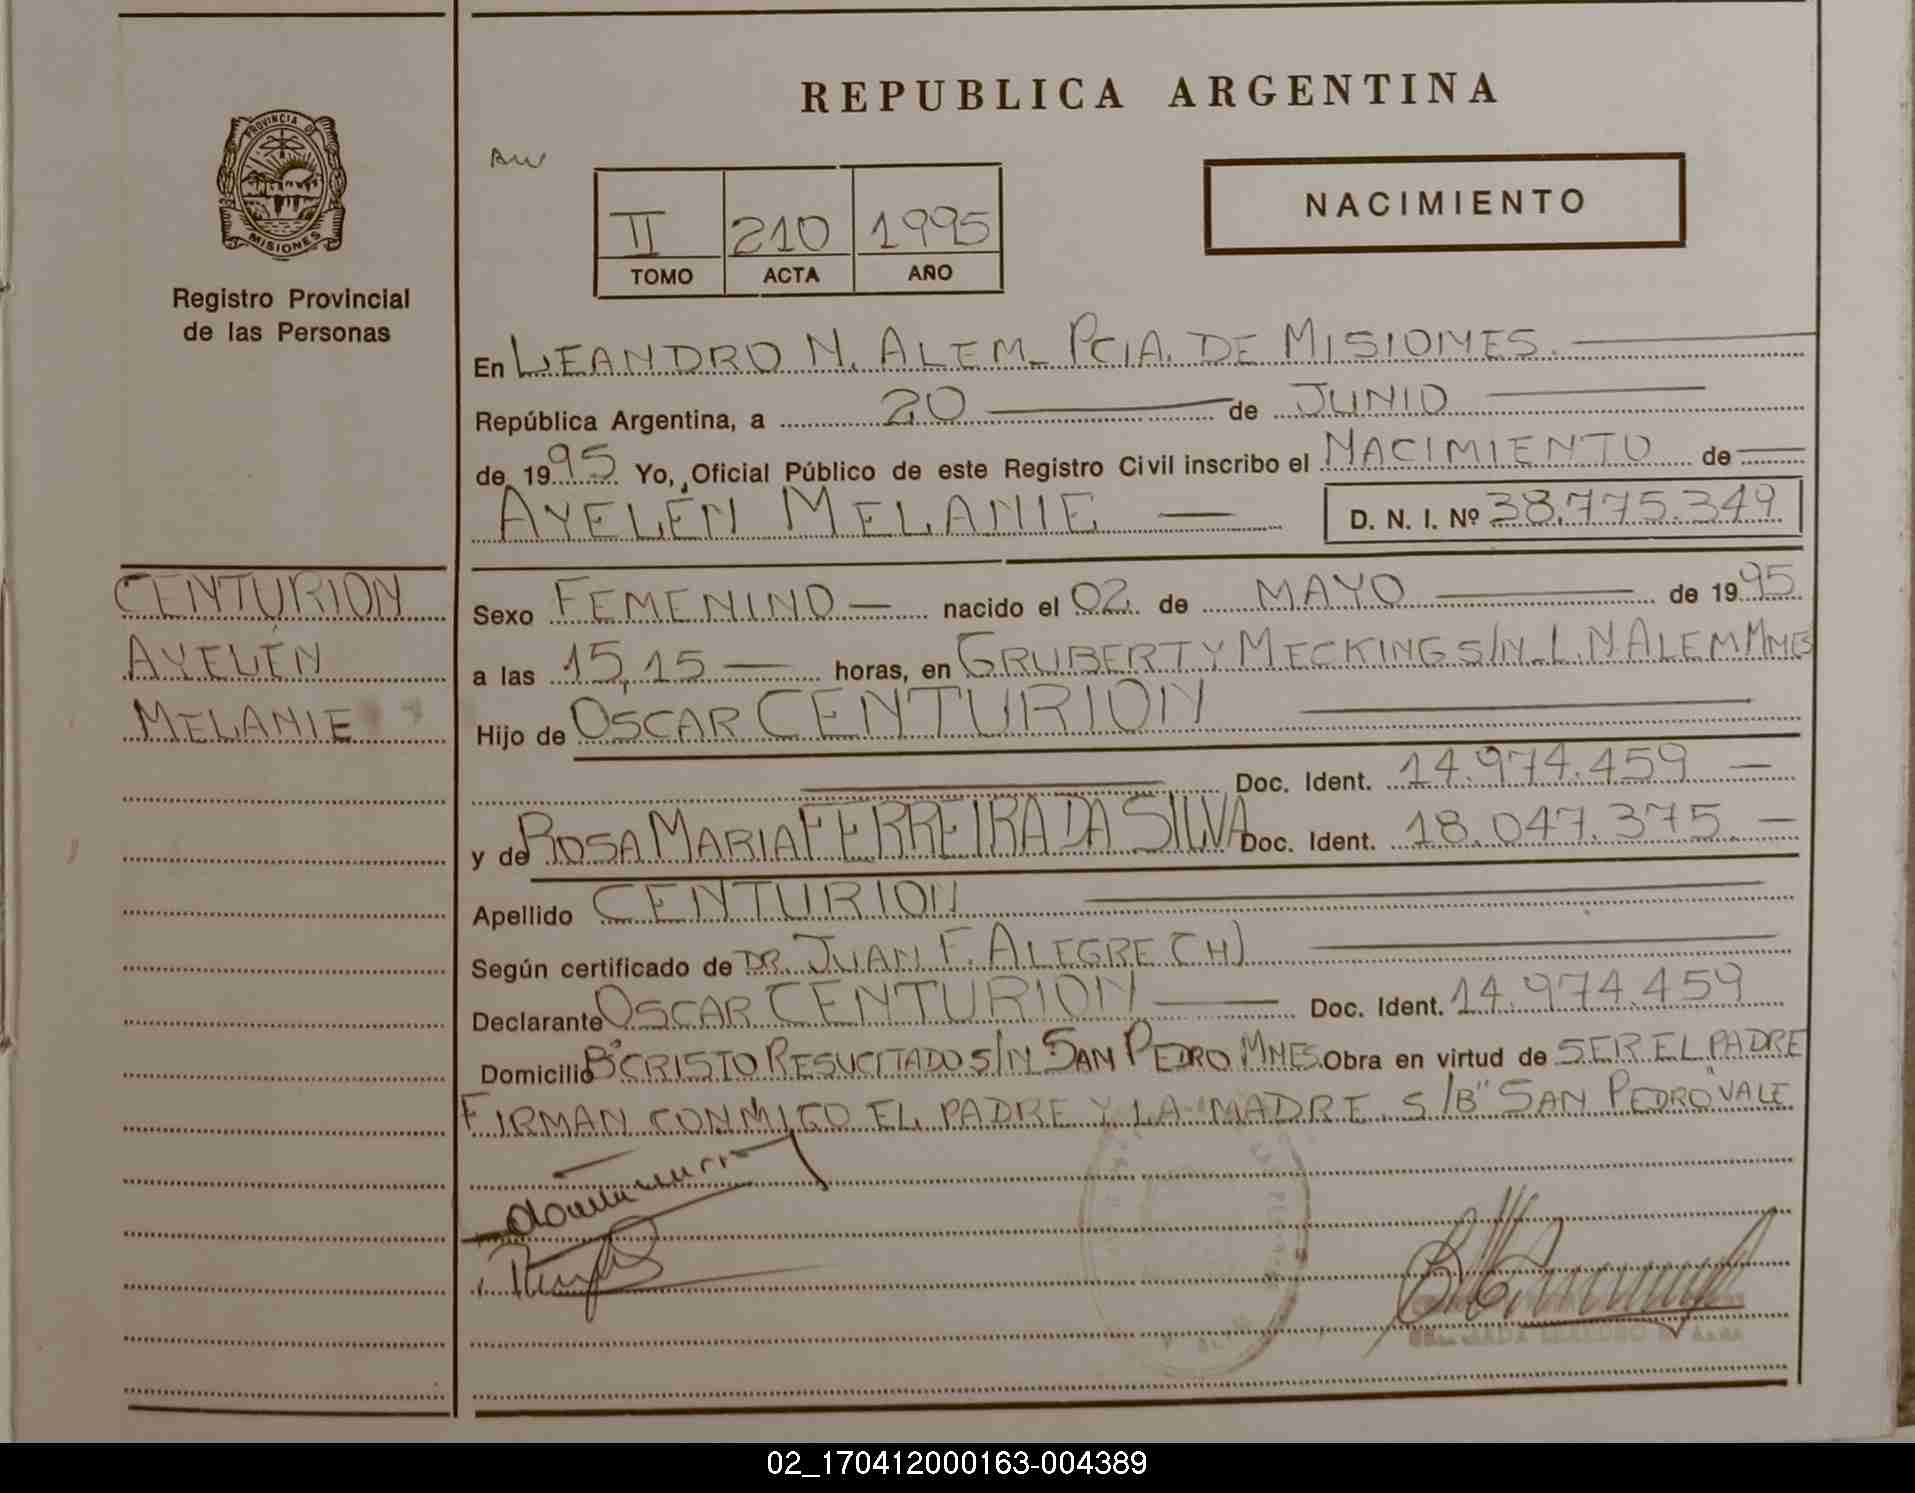 REPUBLICA ARGENTINA
PROVINCIA DE
MISIONES
Registro Provincial
de las Personas
II 210 1995
TOMO ACTA AÑO
NACIMIENTO
En LEANDRO N. ALEM_ PCIA. DE MISIONES.
República Argentina, a 20 de JUNIO
de 1995 Yo, Oficial Público de este Registro Civil inscribo el NACIMIENTO de
AYELÉN MELANIE D. N. I. Nº 38.775.349
CENTURION
AYELÉN
MELANIE
Sexo FEMENINO nacido el 02 de MAYO de 1995
a las 15,15 horas, en GRUBERT Y MECKING S/N_L.N ALEM MNES
Hijo de OSCAR CENTURION
Doc. Ident. 14.974.459
y de ROSA MARIA FERREIRA DA SILVA Doc. Ident. 18.047.375
Apellido CENTURION
Según certificado de DR. JUAN F. ALEGRE (H)
Declarante OSCAR CENTURION Doc. Ident. 14.974.459
Domicilio Bº CRISTO RESUCITADO S/N SAN PEDRO MNES. Obra en virtud de SER EL PADRE
FIRMAN CONMIGO EL PADRE Y LA MADRE. S/B" SAN PEDRO" VALE
02_170412000163-004389